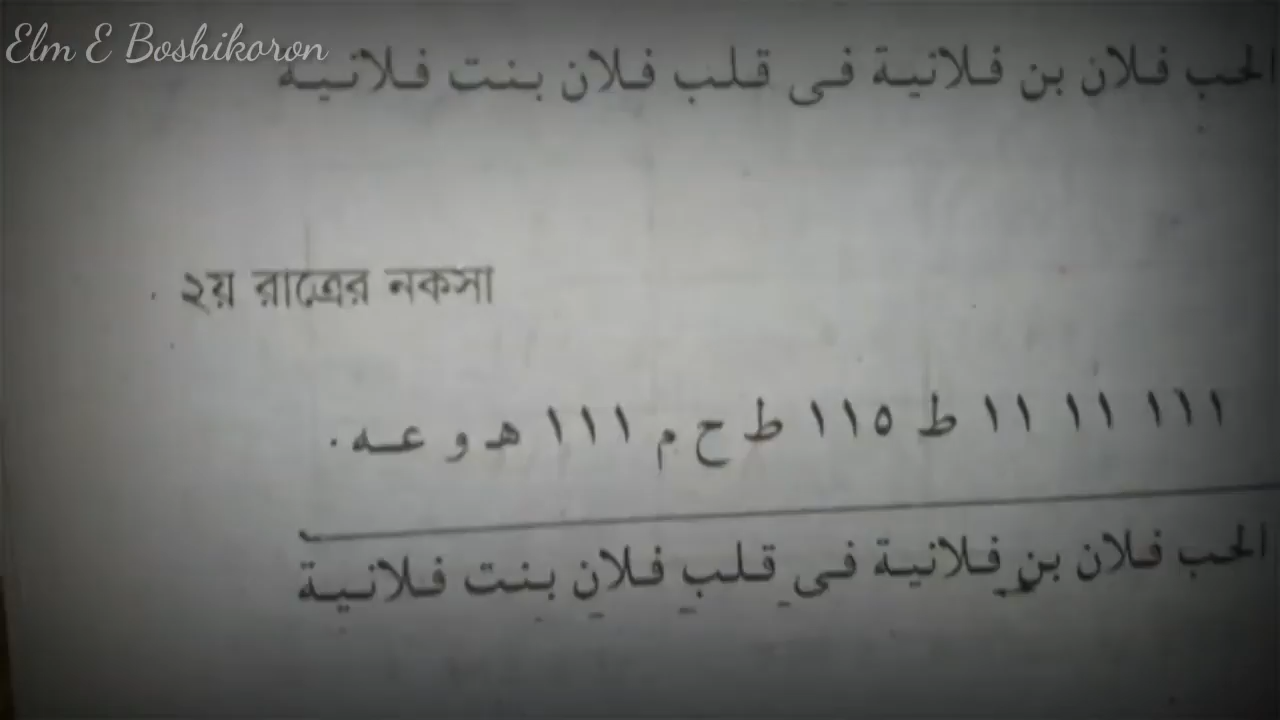 Elm E Boshikoron
الحب فلان بن فلانية فى قلب فلان بنت فلانية
২য় রাত্রের নকসা
١١١ ١١ ١١ ط ١١٥ ط ح م ١١١ هـ و عـه .
الحب فلان بن فلانية فى قلب فلان بنت فلانية